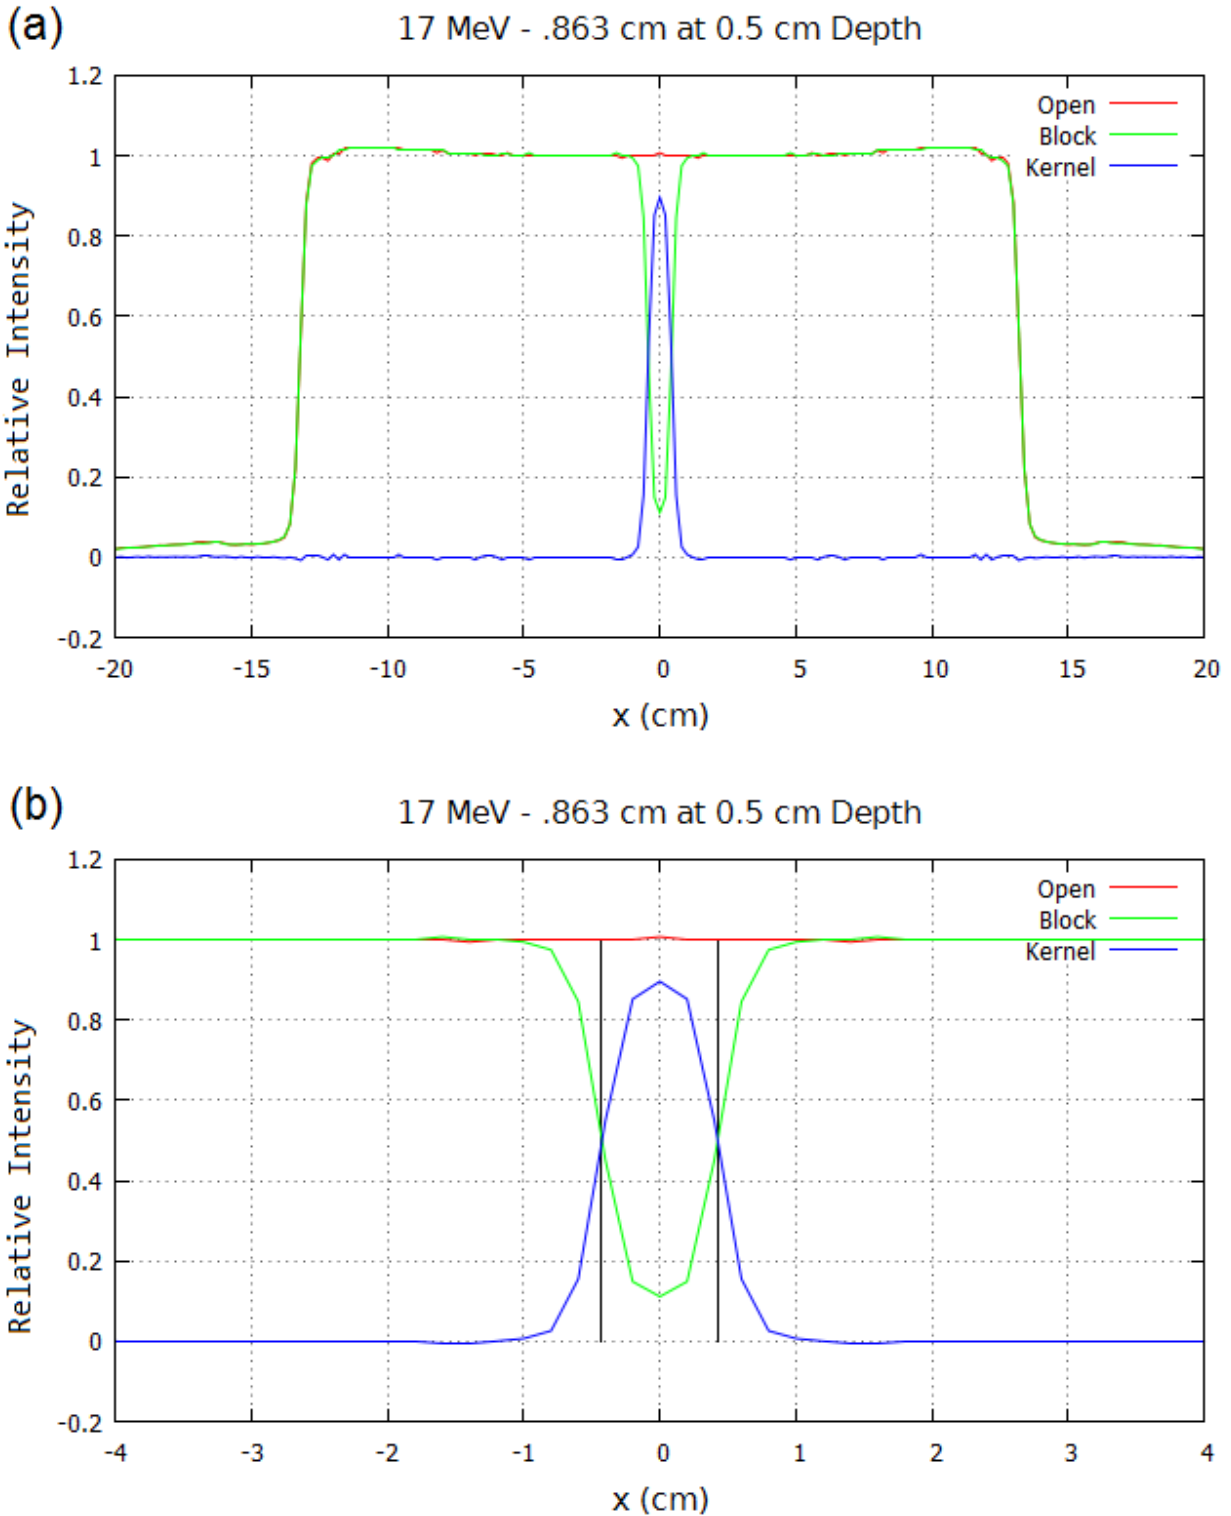 (a)
17 MeV - .863 cm at 0.5 cm Depth
1.2
1
0.8
0.6
0.4
0.2
0
-0.2
Relative Intensity
Open
Block
Kernel
-20 -15 -10 -5 0 5 10 15 20
x (cm)
(b)
17 MeV - .863 cm at 0.5 cm Depth
1.2
1
0.8
0.6
0.4
0.2
0
-0.2
Relative Intensity
Open
Block
Kernel
-4 -3 -2 -1 0 1 2 3 4
x (cm)